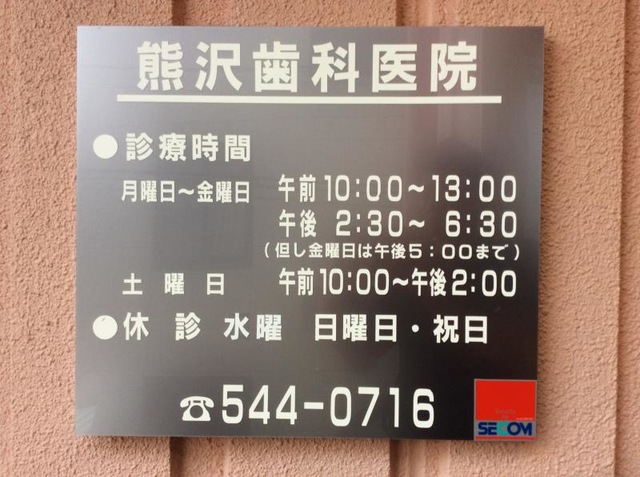 熊沢歯科医院
●診療時間
月曜日〜金曜日 午前10:00〜13:00
午後 2:30〜 6:30
(但し金曜日は午後5:00まで)
土曜日 午前10:00〜午後2:00
●休診 水曜 日曜日・祝日
☎544-0716
SECOM